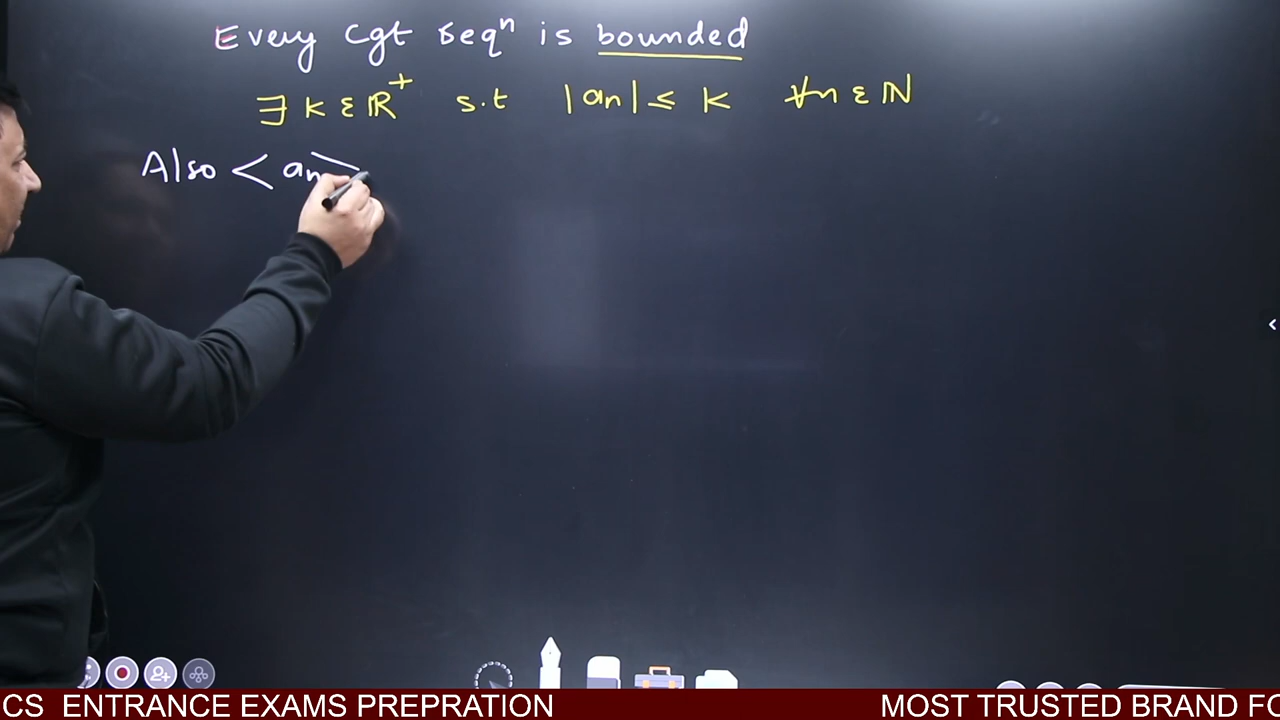 Every Cgt seqⁿ is bounded
∃ K ∈ ℝ⁺ s.t |an| ≤ K ∀n ∈ ℕ
Also < an >
CS ENTRANCE EXAMS PREPRATION MOST TRUSTED BRAND FO